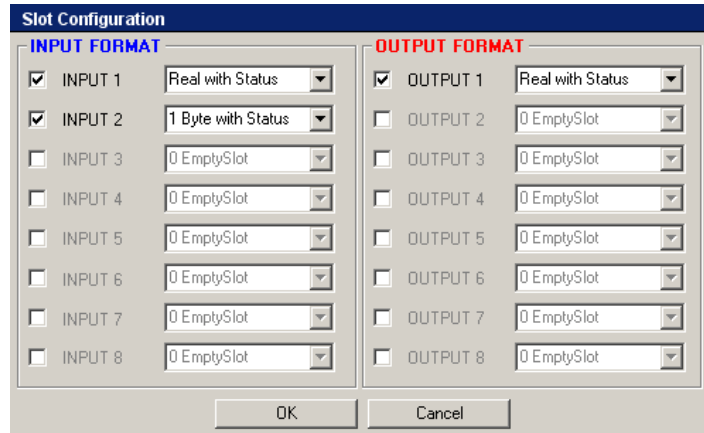 Slot Configuration
INPUT FORMAT
INPUT 1 Real with Status
INPUT 2 1 Byte with Status
INPUT 3 0 EmptySlot
INPUT 4 0 EmptySlot
INPUT 5 0 EmptySlot
INPUT 6 0 EmptySlot
INPUT 7 0 EmptySlot
INPUT 8 0 EmptySlot
OUTPUT FORMAT
OUTPUT 1 Real with Status
OUTPUT 2 0 EmptySlot
OUTPUT 3 0 EmptySlot
OUTPUT 4 0 EmptySlot
OUTPUT 5 0 EmptySlot
OUTPUT 6 0 EmptySlot
OUTPUT 7 0 EmptySlot
OUTPUT 8 0 EmptySlot
OK Cancel